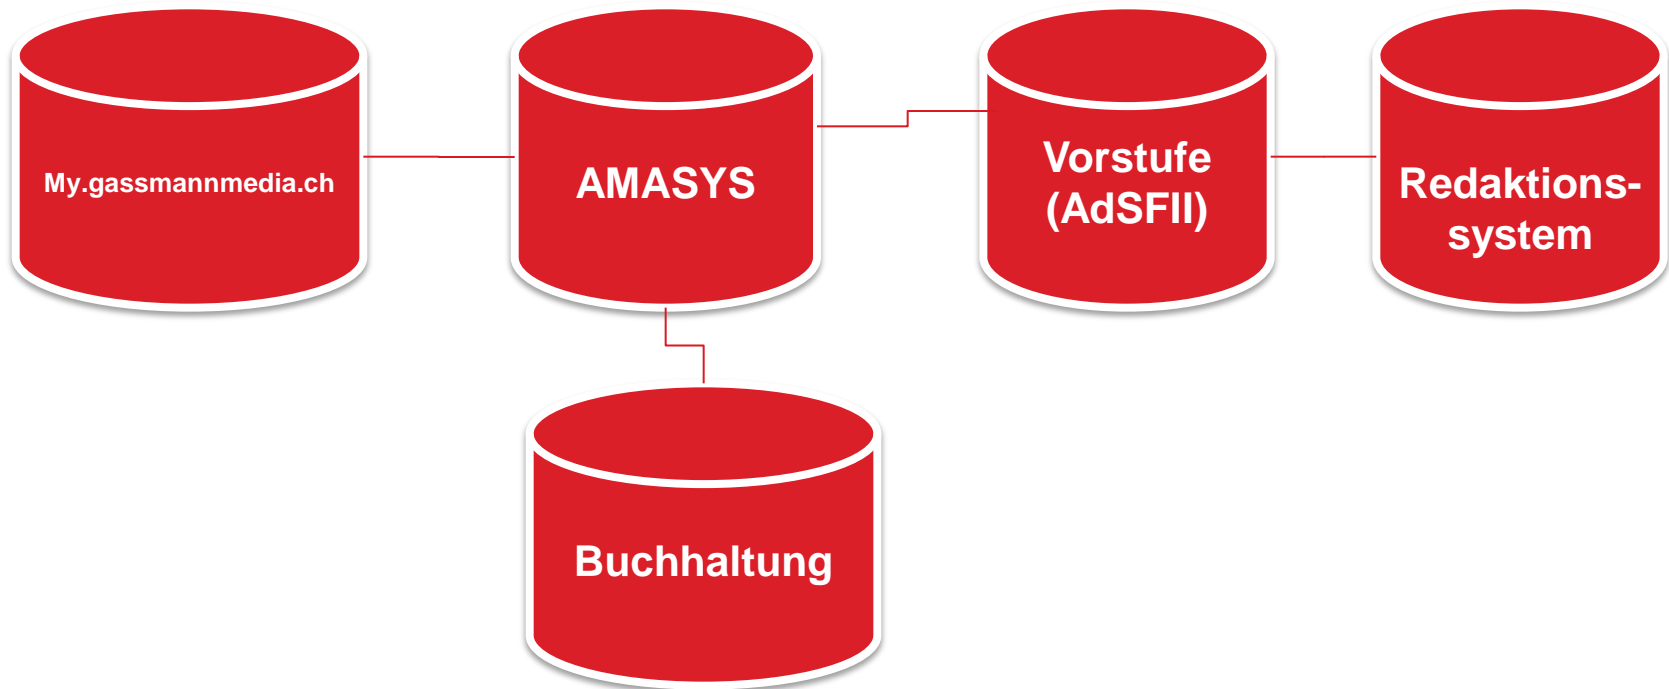 My.gassmannmedia.ch
AMASYS
Vorstufe
(AdSFII)
Redaktions-
system
Buchhaltung